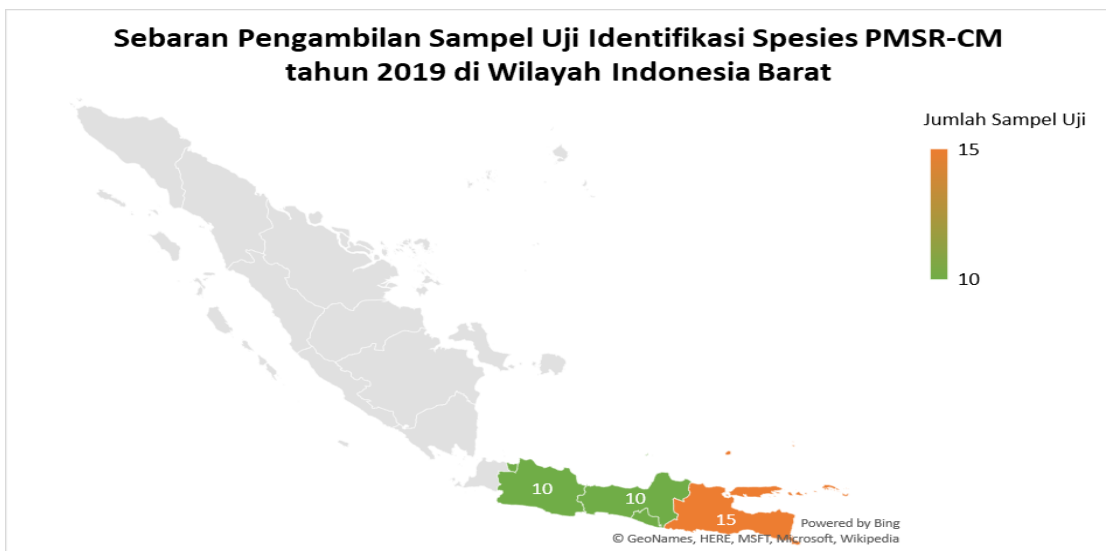 Sebaran Pengambilan Sampel Uji Identifikasi Spesies PMSR-CM
tahun 2019 di Wilayah Indonesia Barat
Jumlah Sampel Uji
15
10
10
10
15
Powered by Bing
© GeoNames, HERE, MSFT, Microsoft, Wikipedia